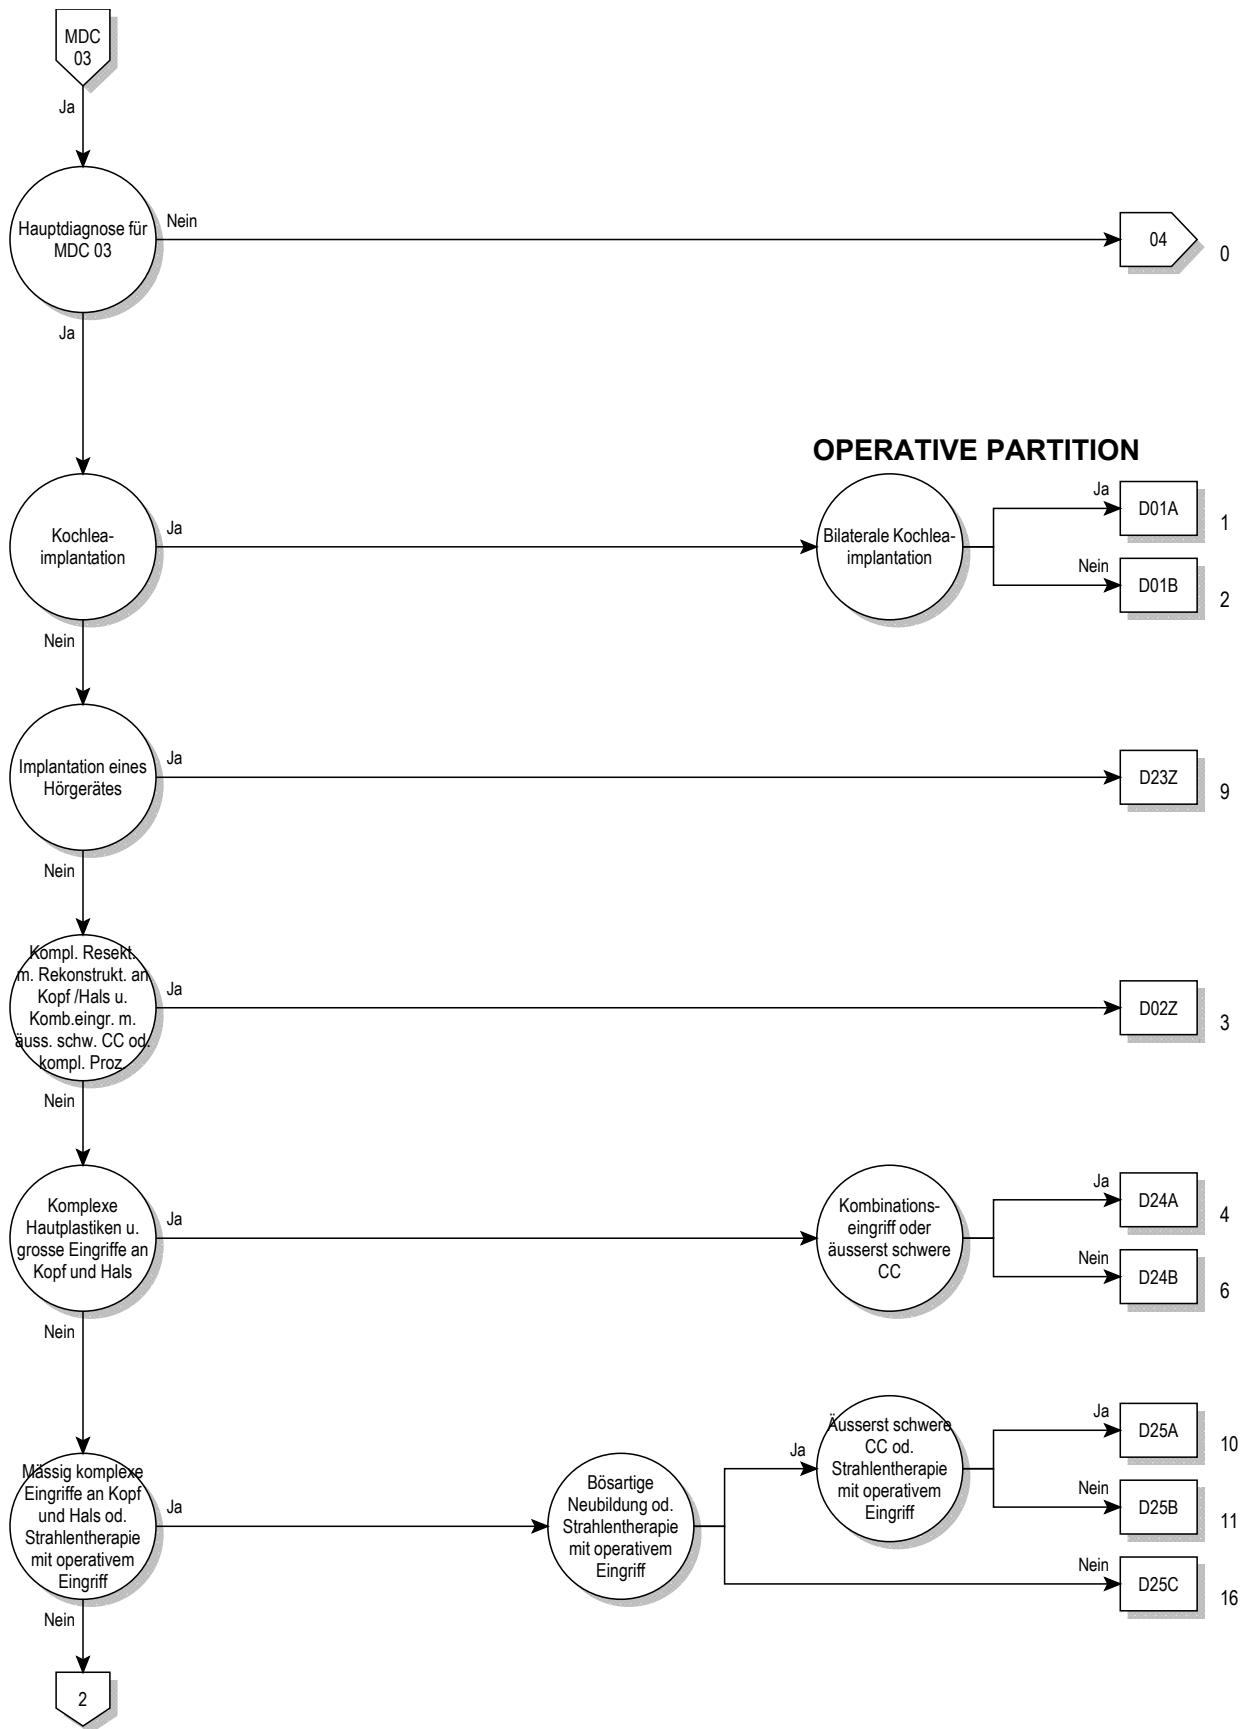 MDC
03
Ja
Hauptdiagnose für
MDC 03
Nein
04
0
Ja
OPERATIVE PARTITION
Kochlea-
implantation
Ja
Bilaterale Kochlea-
implantation
Ja
D01A
1
Nein
D01B
2
Nein
Implantation eines
Hörgerätes
Ja
D23Z
9
Nein
Kompl. Resekt.
m. Rekonstrukt. an
Kopf /Hals u.
Komb.eingr. m.
äuss. schw. CC od.
kompl. Proz.
Ja
D02Z
3
Nein
Komplexe
Hautplastiken u.
grosse Eingriffe an
Kopf und Hals
Ja
Kombinations-
eingriff oder
äusserst schwere
CC
Ja
D24A
4
Nein
D24B
6
Nein
Mässig komplexe
Eingriffe an Kopf
und Hals od.
Strahlentherapie
mit operativem
Eingriff
Ja
Bösartige
Neubildung od.
Strahlentherapie
mit operativem
Eingriff
Ja
Äusserst schwere
CC od.
Strahlentherapie
mit operativem
Eingriff
Ja
D25A
10
Nein
D25B
11
Nein
D25C
16
Nein
2